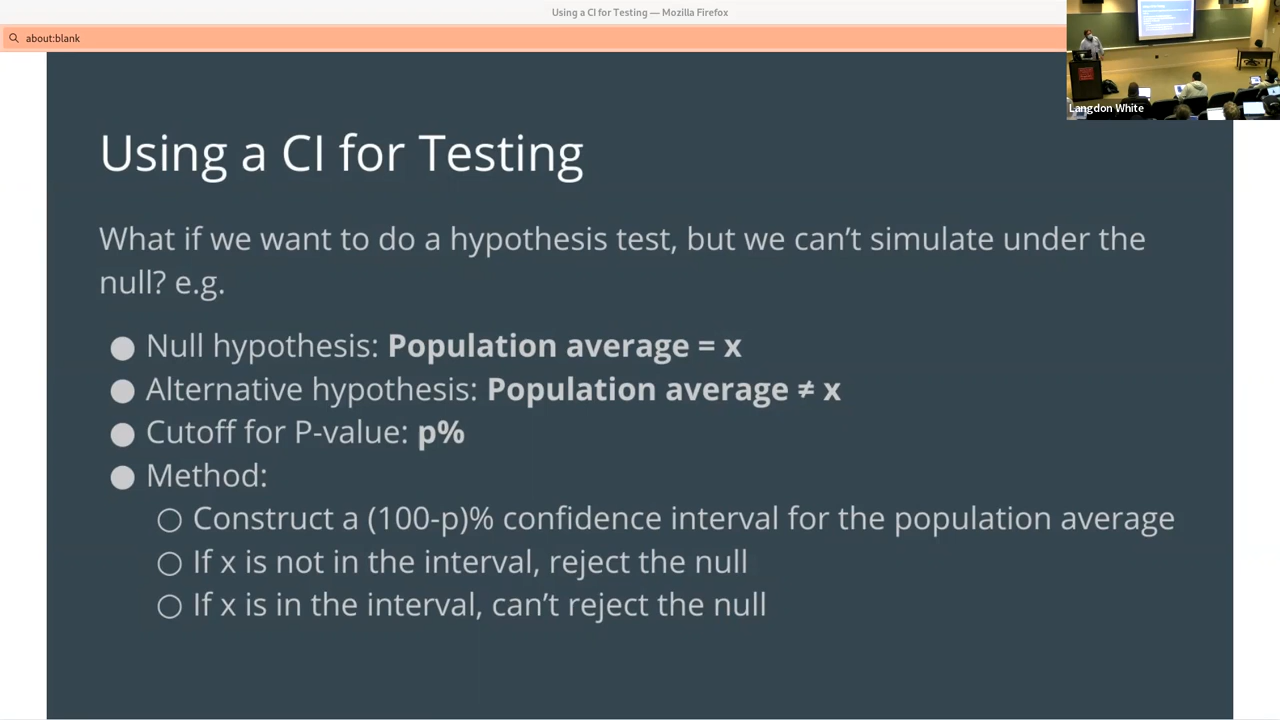 Using a CI for Testing — Mozilla Firefox
about:blank
Langdon White
Using a CI for Testing
What if we want to do a hypothesis test, but we can’t simulate under the
null? e.g.
● Null hypothesis: Population average = x
● Alternative hypothesis: Population average ≠ x
● Cutoff for P-value: p%
● Method:
○ Construct a (100-p)% confidence interval for the population average
○ If x is not in the interval, reject the null
○ If x is in the interval, can’t reject the null